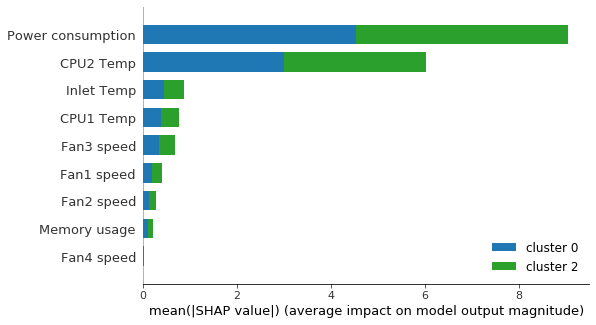 Power consumption
CPU2 Temp
Inlet Temp
CPU1 Temp
Fan3 speed
Fan1 speed
Fan2 speed
Memory usage
Fan4 speed
cluster 0
cluster 2
0 2 4 6 8
mean(|SHAP value|) (average impact on model output magnitude)